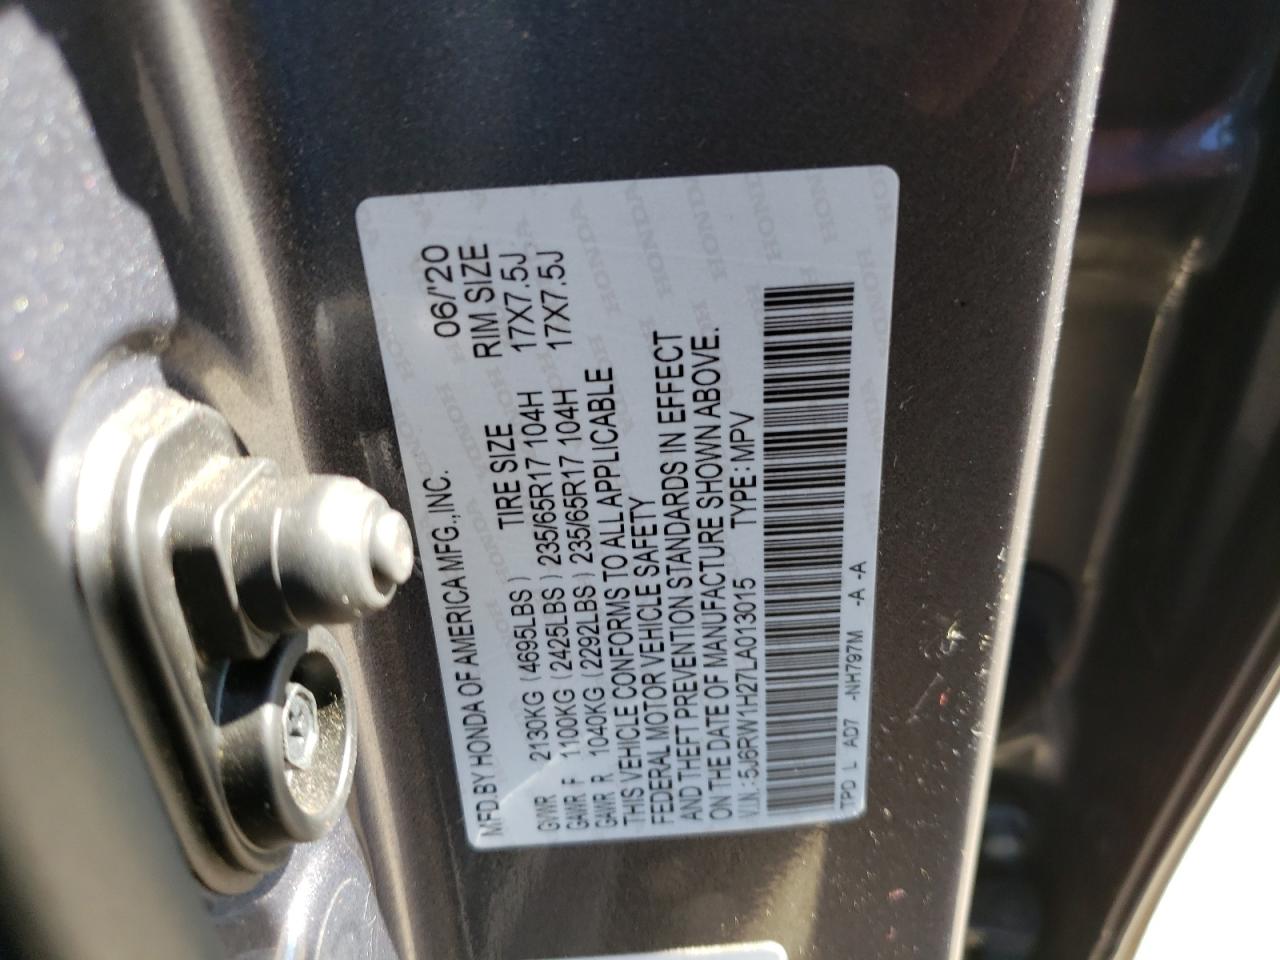 MFD.BY HONDA OF AMERICA MFG.,INC. 06/'20
TIRE SIZE RIM SIZE
GVWR 2130KG (4695LBS)
GAWR F 1100KG (2425LBS) 235/65R17 104H 17X7.5J
GAWR R 1040KG (2292LBS) 235/65R17 104H 17X7.5J
THIS VEHICLE CONFORMS TO ALL APPLICABLE
FEDERAL MOTOR VEHICLE SAFETY
AND THEFT PREVENTION STANDARDS IN EFFECT
ON THE DATE OF MANUFACTURE SHOWN ABOVE.
V.I.N.:5J6RW1H27LA013015 TYPE:MPV
TPD L AD7 -NH797M -A -A